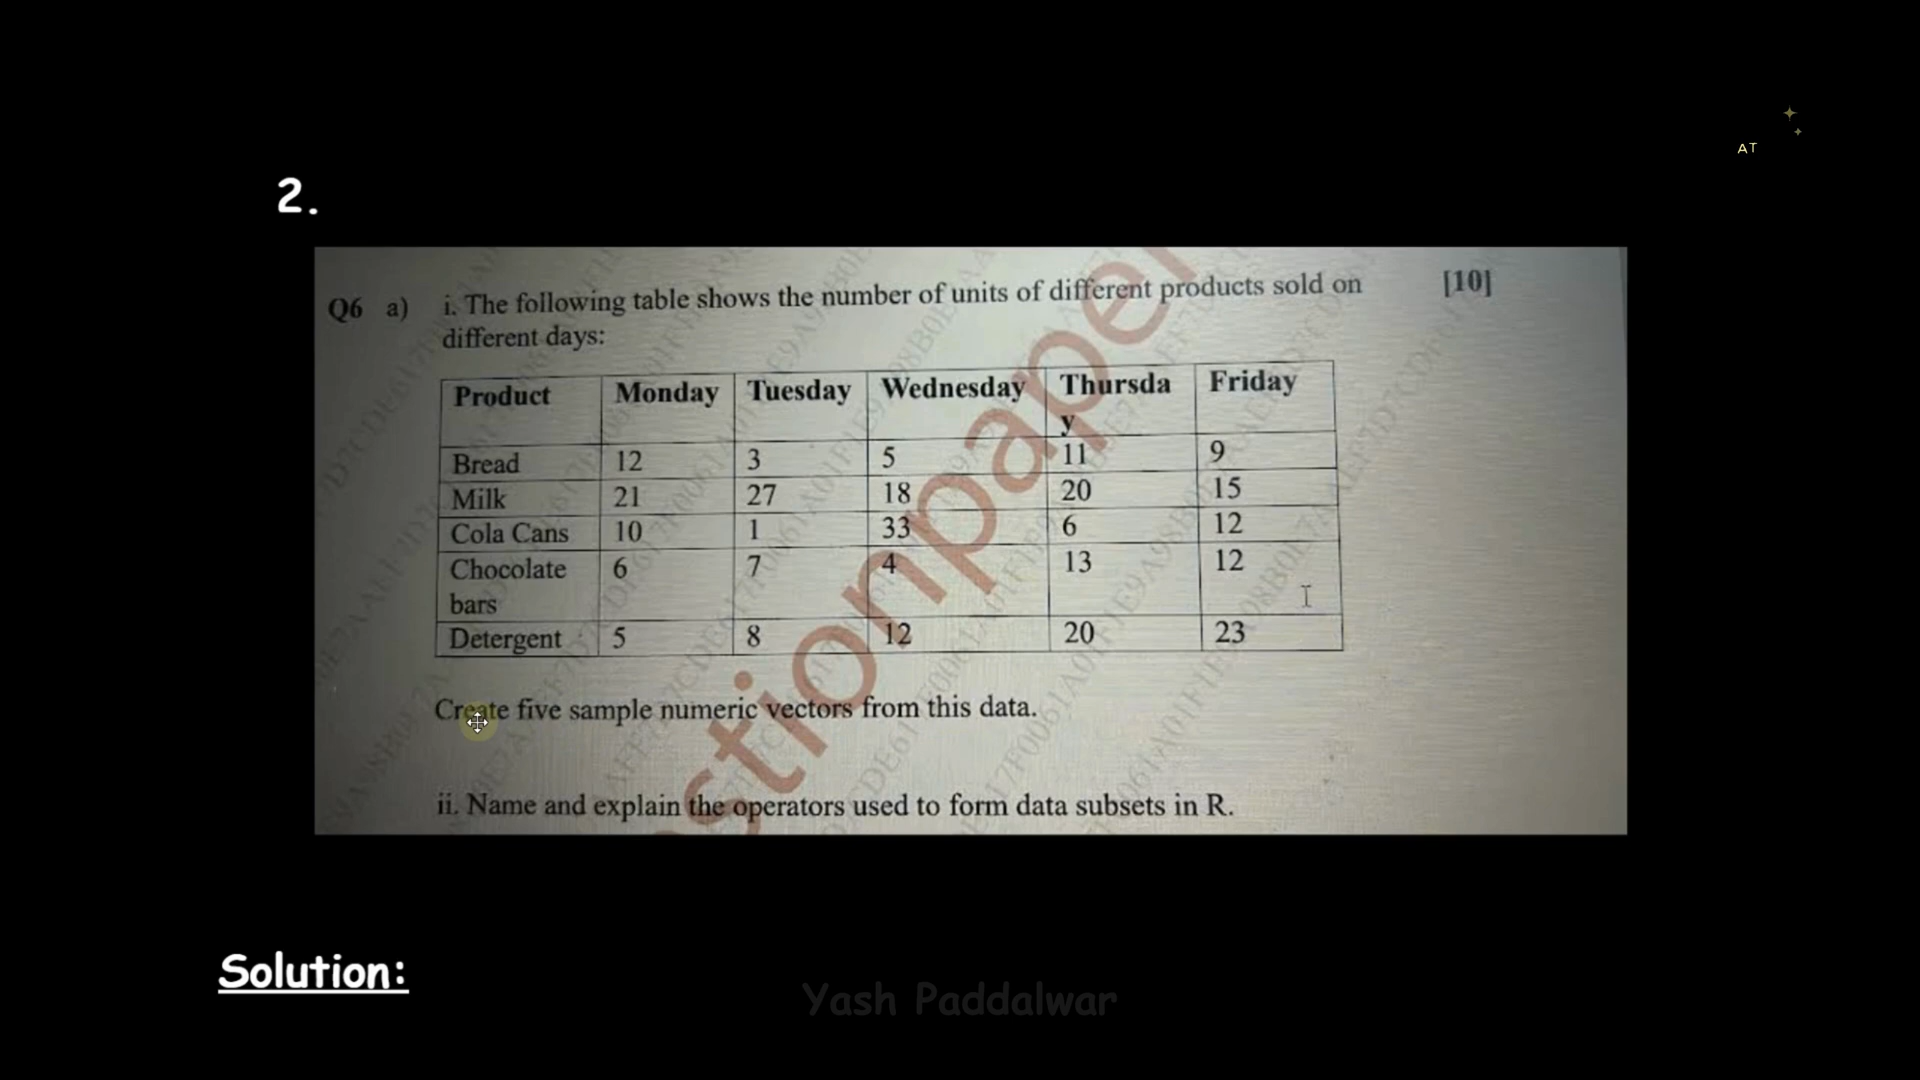 AT
2.
Q6 a) i. The following table shows the number of units of different products sold on [10]
different days:
Product Monday Tuesday Wednesday Thursda Friday
y
Bread 12 3 5 11 9
Milk 21 27 18 20 15
Cola Cans 10 1 33 6 12
Chocolate 6 7 4 13 12
bars
Detergent 5 8 12 20 23
Create five sample numeric vectors from this data.
ii. Name and explain the operators used to form data subsets in R.
Solution:
Yash Paddalwar